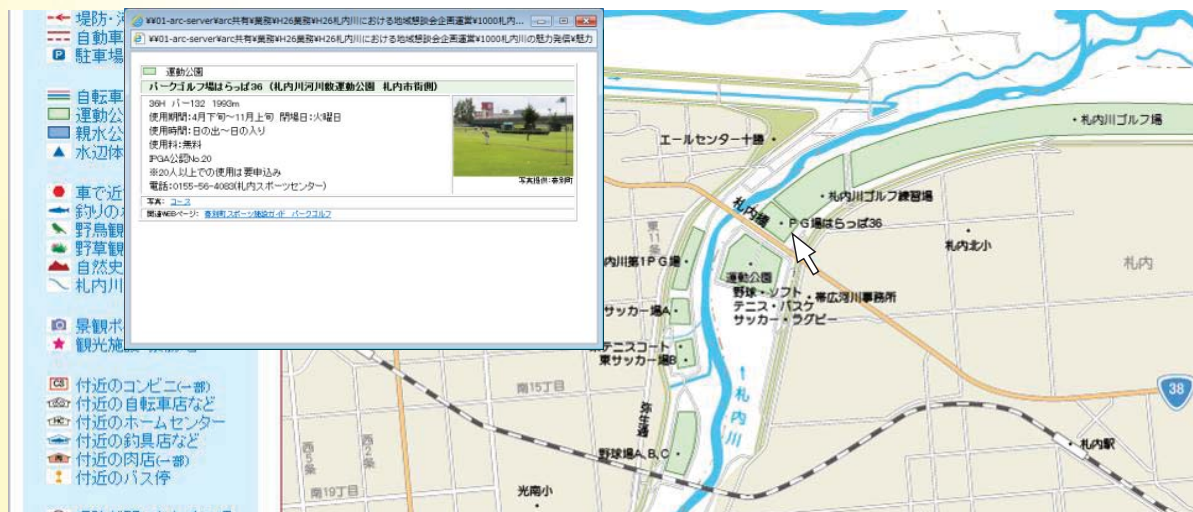 堤防・
自動車
駐車場
自転車
運動公
親水公
水辺体
車で近
釣りの
野鳥観
野草観
自然史
札内川
景観ポ
観光施
付近のコンビニ(一部)
付近の自転車店など
付近のホームセンター
付近の釣具店など
付近の肉店(一部)
付近のバス停
¥¥01-arc-server¥arc共有¥業務¥H26業務¥H26札内川における地域懇談会企画運営¥1000札内...
¥¥01-arc-server¥arc共有¥業務¥H26業務¥H26札内川における地域懇談会企画運営¥1000札内川の魅力発信¥魅力
運動公園
パークゴルフ場はらっぱ36（札内川河川敷運動公園 札内市街側）
36H パー132 1993m
使用期間:4月下旬～11月上旬 閉場日:火曜日
使用時間:日の出～日の入り
使用料:無料
IPGA公認No.20
※20人以上での使用は要申込み
電話:0155-56-4083(札内スポーツセンター)
写真提供:幕別町
写真: コース
関連WEBページ: 幕別町スポーツ施設ガイド パークゴルフ
札内川ゴルフ場
エールセンター十勝
札内川ゴルフ練習場
札内橋
PG場はらっぱ36
東11条
札内北小
札内
内川第1PG場
運動公園
野球・ソフト
テニス・バスケ
サッカー・ラグビー
帯広河川事務所
サッカー場A
テニスコート
東サッカー場B
38
南15丁目
札内川
弥生通
西5条
西2条
札内駅
野球場A,B,C
南19丁目
光南小